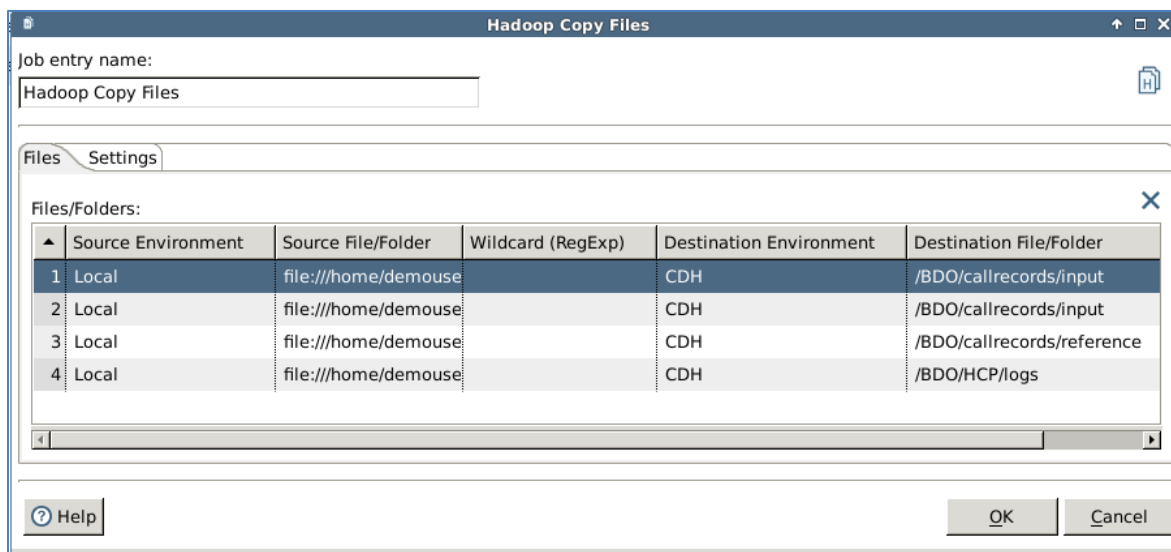 Hadoop Copy Files
Job entry name:
Hadoop Copy Files
H
Files Settings
Files/Folders:
Source Environment Source File/Folder Wildcard (RegExp) Destination Environment Destination File/Folder
1 Local file:///home/demouse CDH /BDO/callrecords/input
2 Local file:///home/demouse CDH /BDO/callrecords/input
3 Local file:///home/demouse CDH /BDO/callrecords/reference
4 Local file:///home/demouse CDH /BDO/HCP/logs
? Help OK Cancel